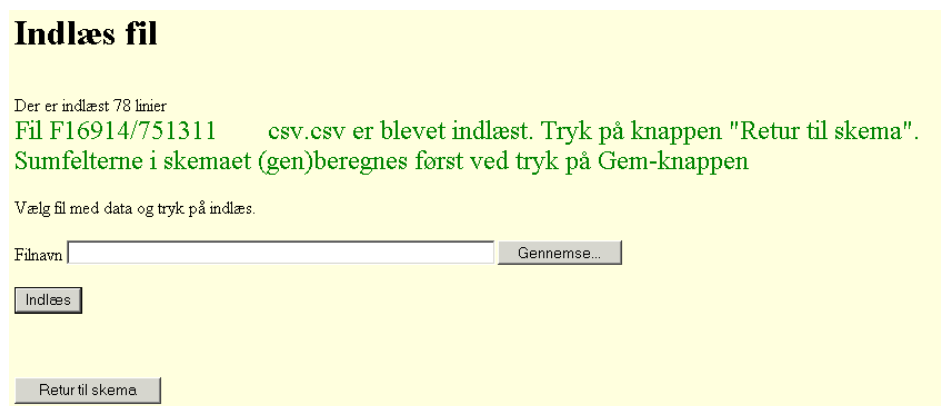 Indlæs fil
Der er indlæst 78 linier
Fil F16914/751311 csv.csv er blevet indlæst. Tryk på knappen "Retur til skema".
Sumfelterne i skemaet (gen)beregnes først ved tryk på Gem-knappen
Vælg fil med data og tryk på indlæs.
Filnavn Gennemse...
Indlæs
Retur til skema